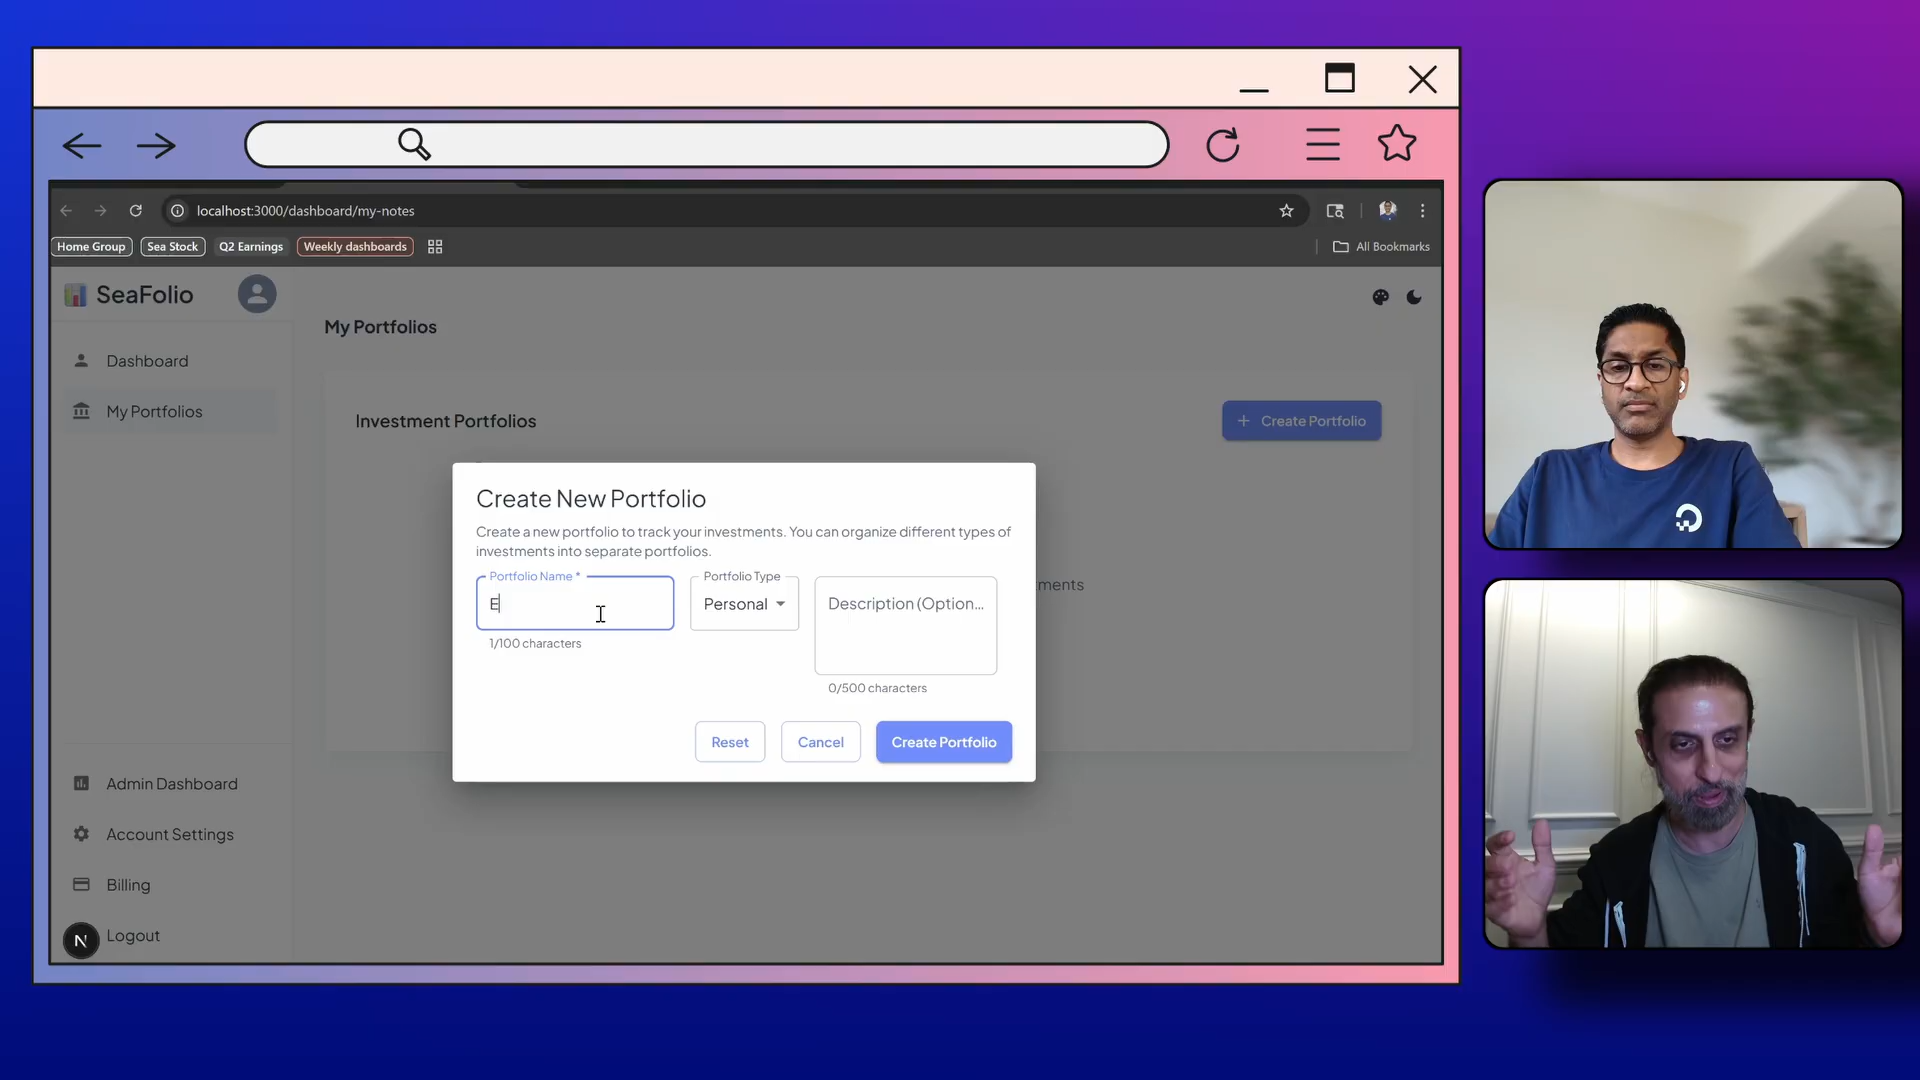 localhost:3000/dashboard/my-notes
Home Group
Sea Stock
Q2 Earnings
Weekly dashboards
All Bookmarks
SeaFolio
Dashboard
My Portfolios
Admin Dashboard
Account Settings
Billing
N
Logout
My Portfolios
Investment Portfolios
+ Create Portfolio
ments
Create New Portfolio
Create a new portfolio to track your investments. You can organize different types of
investments into separate portfolios.
Portfolio Name *
E
1/100 characters
Portfolio Type
Personal
Description (Option...
0/500 characters
Reset
Cancel
Create Portfolio